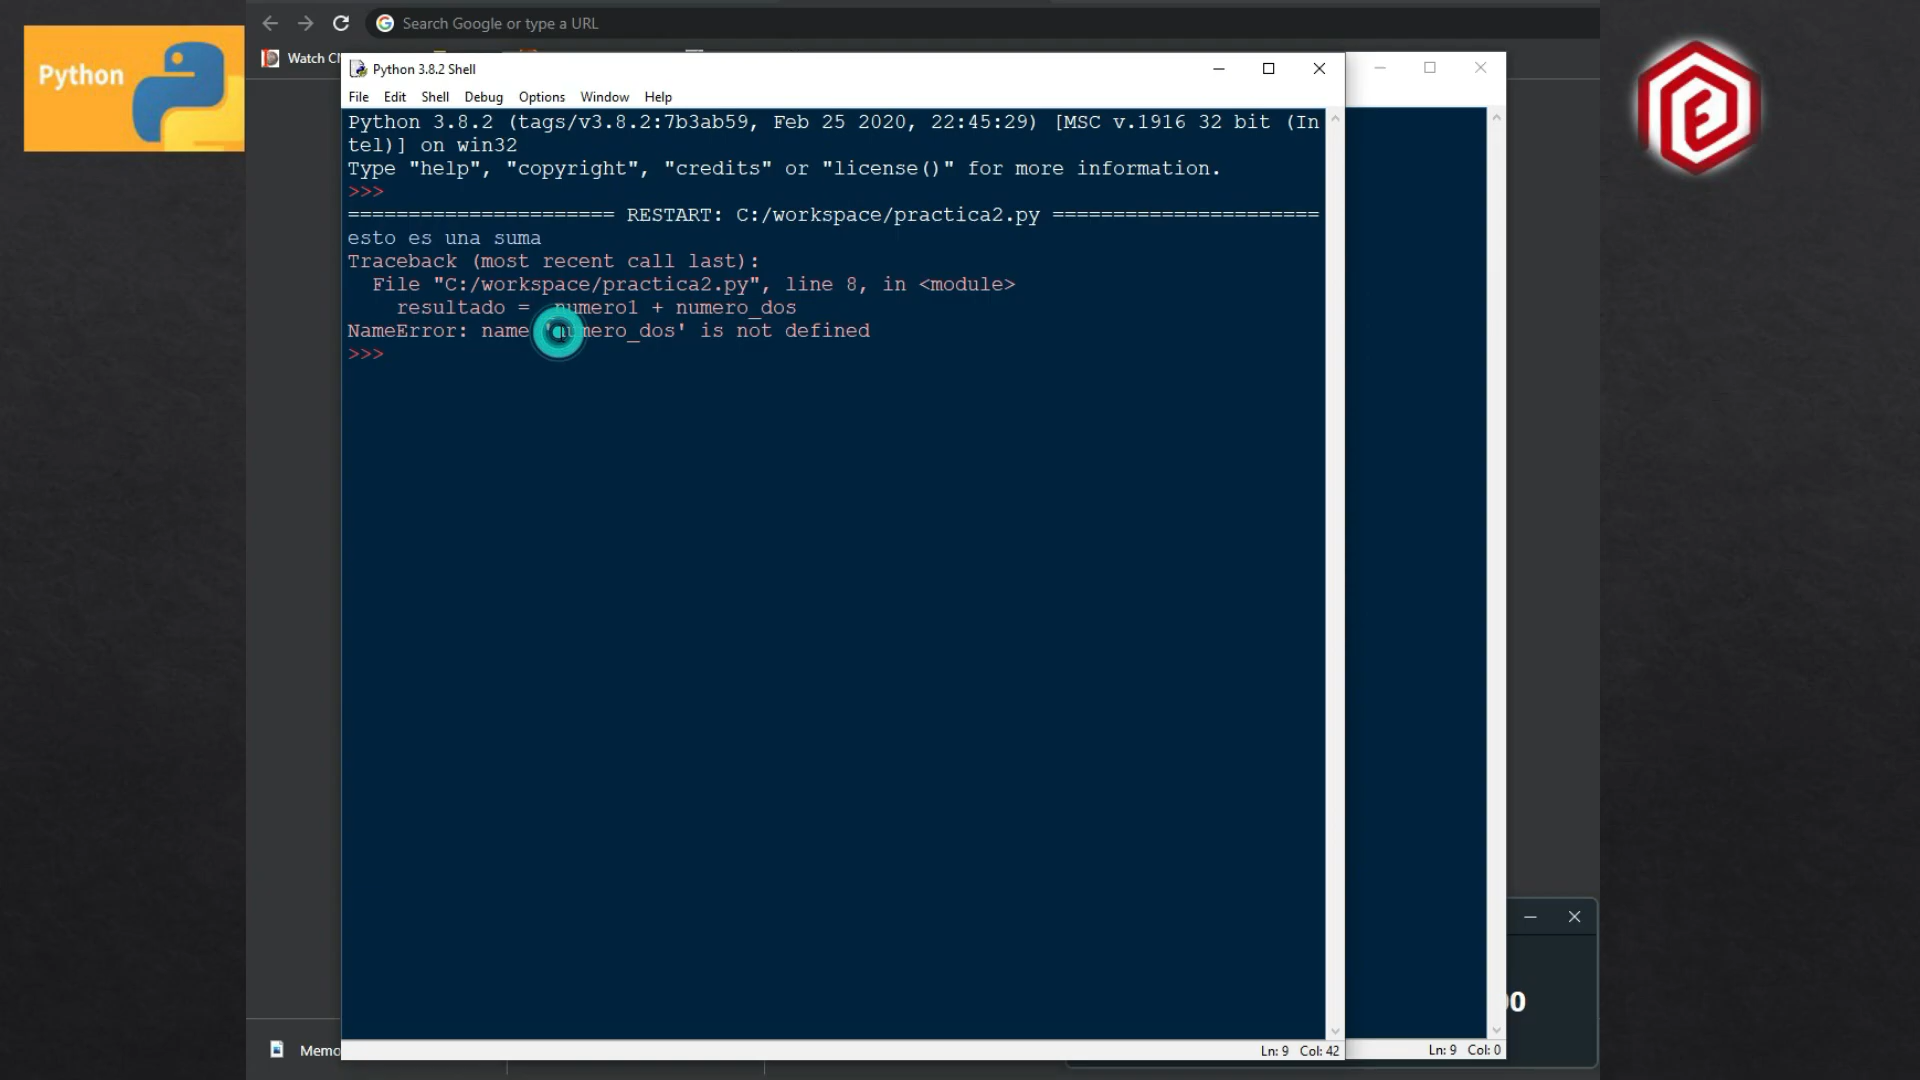 Search Google or type a URL
Python
Watch
Python 3.8.2 Shell
File Edit Shell Debug Options Window Help
Python 3.8.2 (tags/v3.8.2:7b3ab59, Feb 25 2020, 22:45:29) [MSC v.1916 32 bit (In
tel)] on win32
Type "help", "copyright", "credits" or "license()" for more information.
>>>
====================== RESTART: C:/workspace/practica2.py ======================
esto es una suma
Traceback (most recent call last):
  File "C:/workspace/practica2.py", line 8, in <module>
    resultado =  numero1 + numero_dos
NameError: name 'numero_dos' is not defined
>>>
Memo
Ln: 9 Col: 42
Ln: 9 Col: 0